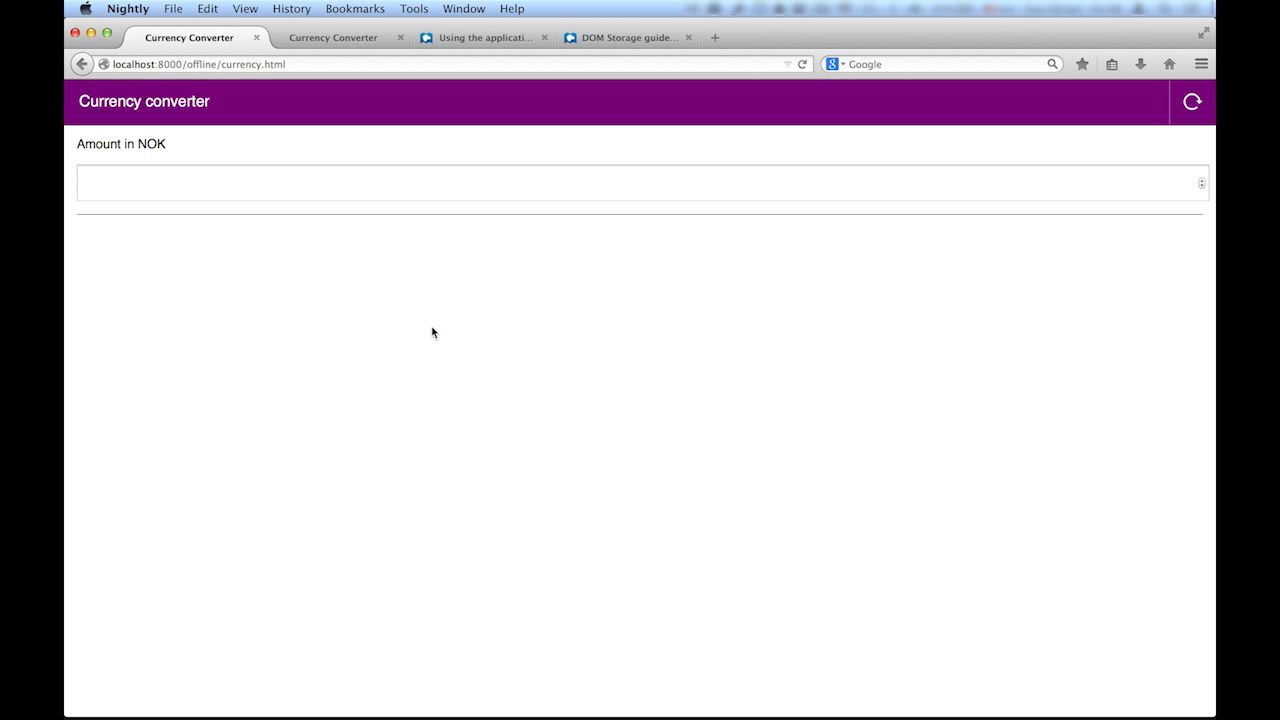 Nightly File Edit View History Bookmarks Tools Window Help
Currency Converter Currency Converter Using the applicati... DOM Storage guide...
localhost:8000/offline/currency.html Google
Currency converter
Amount in NOK